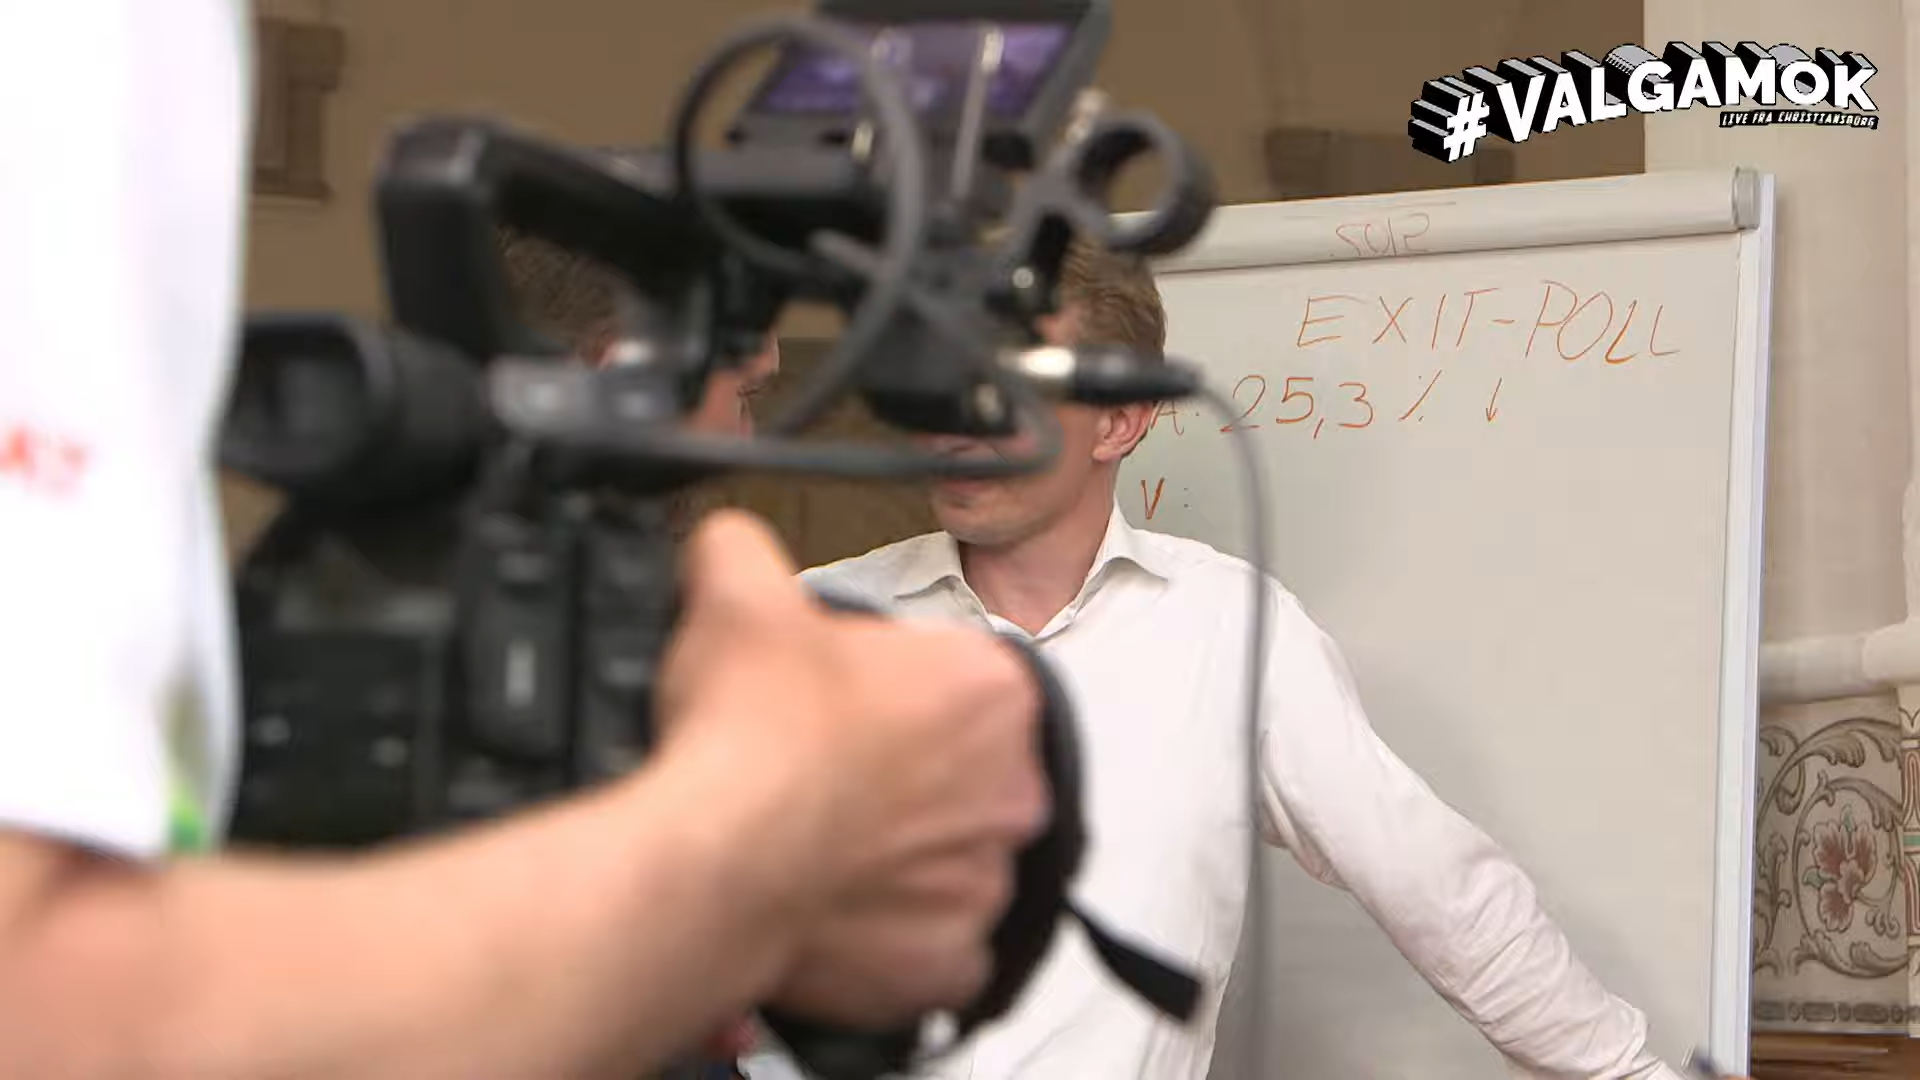 #VALGAMOK
LIVE FRA CHRISTIANSBORG
EXIT-POLL
A: 25,3 % ↓
V: